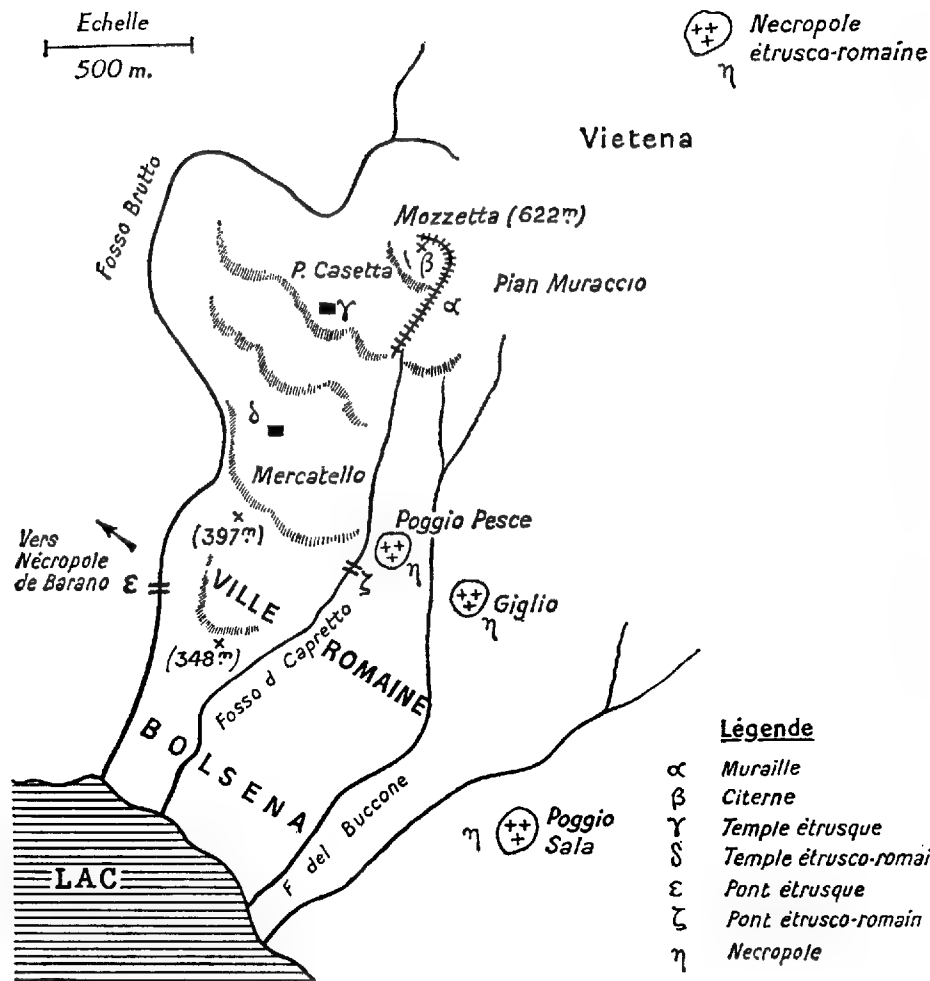 Echelle
500 m.
Necropole
étrusco-romaine
η
Vietena
Fosso Brutto
Mozzetta (622m)
β
P. Casetta
Pian Muraccio
γ
α
δ
Mercatello
(397m)
Poggio Pesce
η
Vers
Nécropole
de Barano
ε
ζ
VILLE
ROMAINE
Giglio
η
(348m)
Fosso d Capretto
BOLSENA
F del Buccone
η
Poggio
Sala
LAC
Légende
α Muraille
β Citerne
γ Temple étrusque
δ Temple étrusco-romai
ε Pont étrusque
ζ Pont étrusco-romain
η Necropole